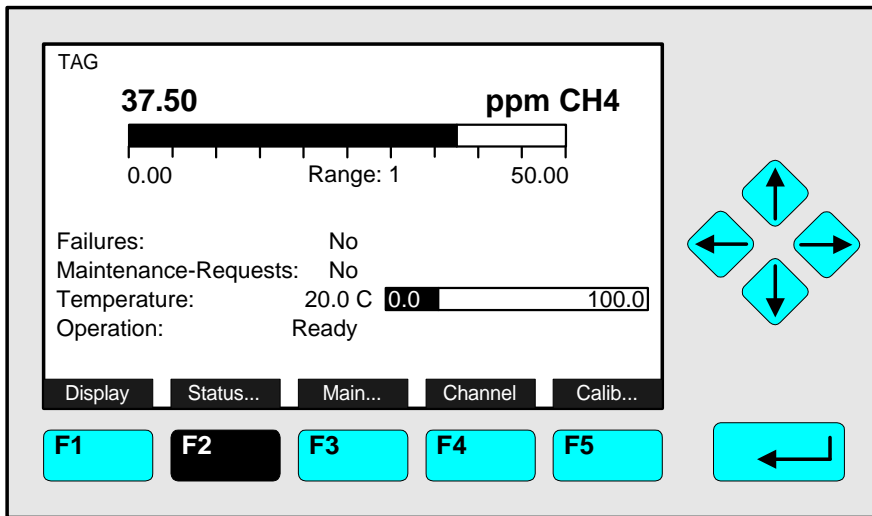 TAG
37.50 ppm CH4
0.00 Range: 1 50.00
Failures: No
Maintenance-Requests: No
Temperature: 20.0 C 0.0 100.0
Operation: Ready
Display Status... Main... Channel Calib...
F1 F2 F3 F4 F5